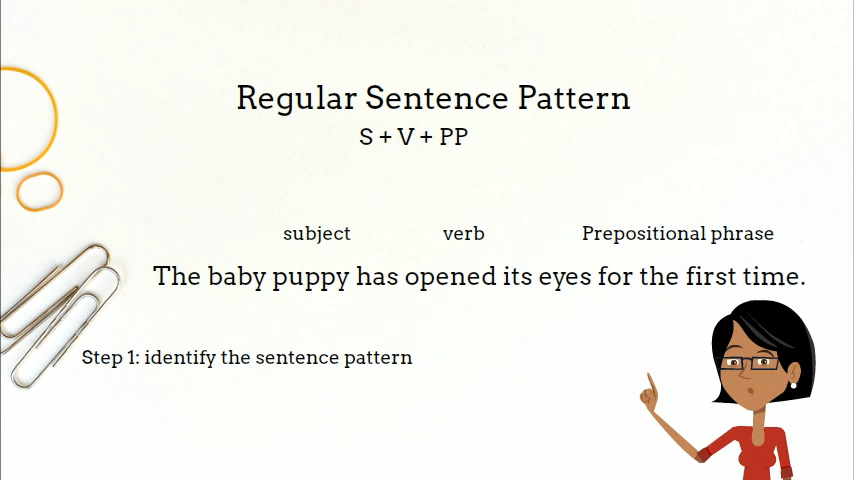 Regular Sentence Pattern
S + V + PP
subject verb Prepositional phrase
The baby puppy has opened its eyes for the first time.
Step 1: identify the sentence pattern